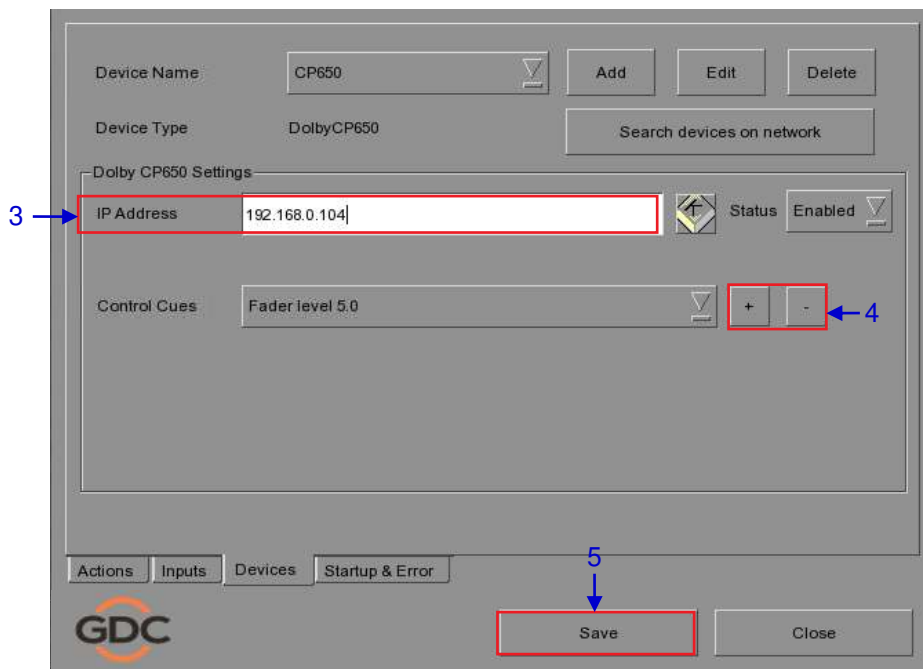 Device Name CP650 Add Edit Delete
Device Type DolbyCP650 Search devices on network
Dolby CP650 Settings
3 IP Address 192.168.0.104 Status Enabled
Control Cues Fader level 5.0 + - 4
Actions Inputs Devices Startup & Error
5
GDC Save Close